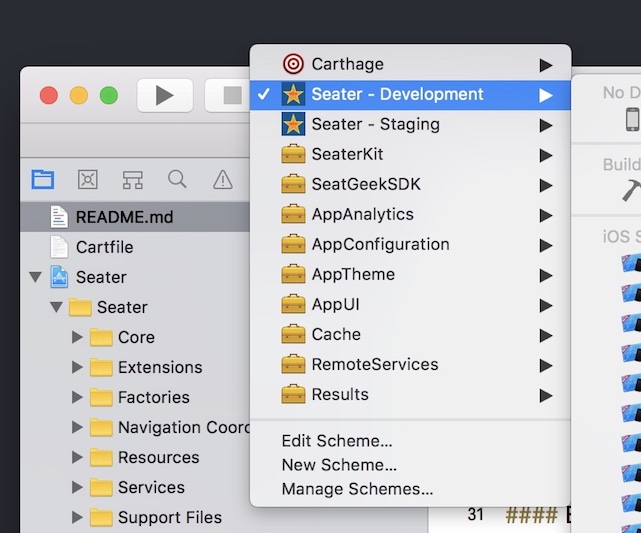 Carthage
Seater - Development
Seater - Staging
SeaterKit
SeatGeekSDK
AppAnalytics
AppConfiguration
AppTheme
AppUI
Cache
RemoteServices
Results
Edit Scheme...
New Scheme...
Manage Schemes...
No D
Build
iOS S
README.md
Cartfile
Seater
Seater
Core
Extensions
Factories
Navigation Coord
Resources
Services
Support Files
31 ####